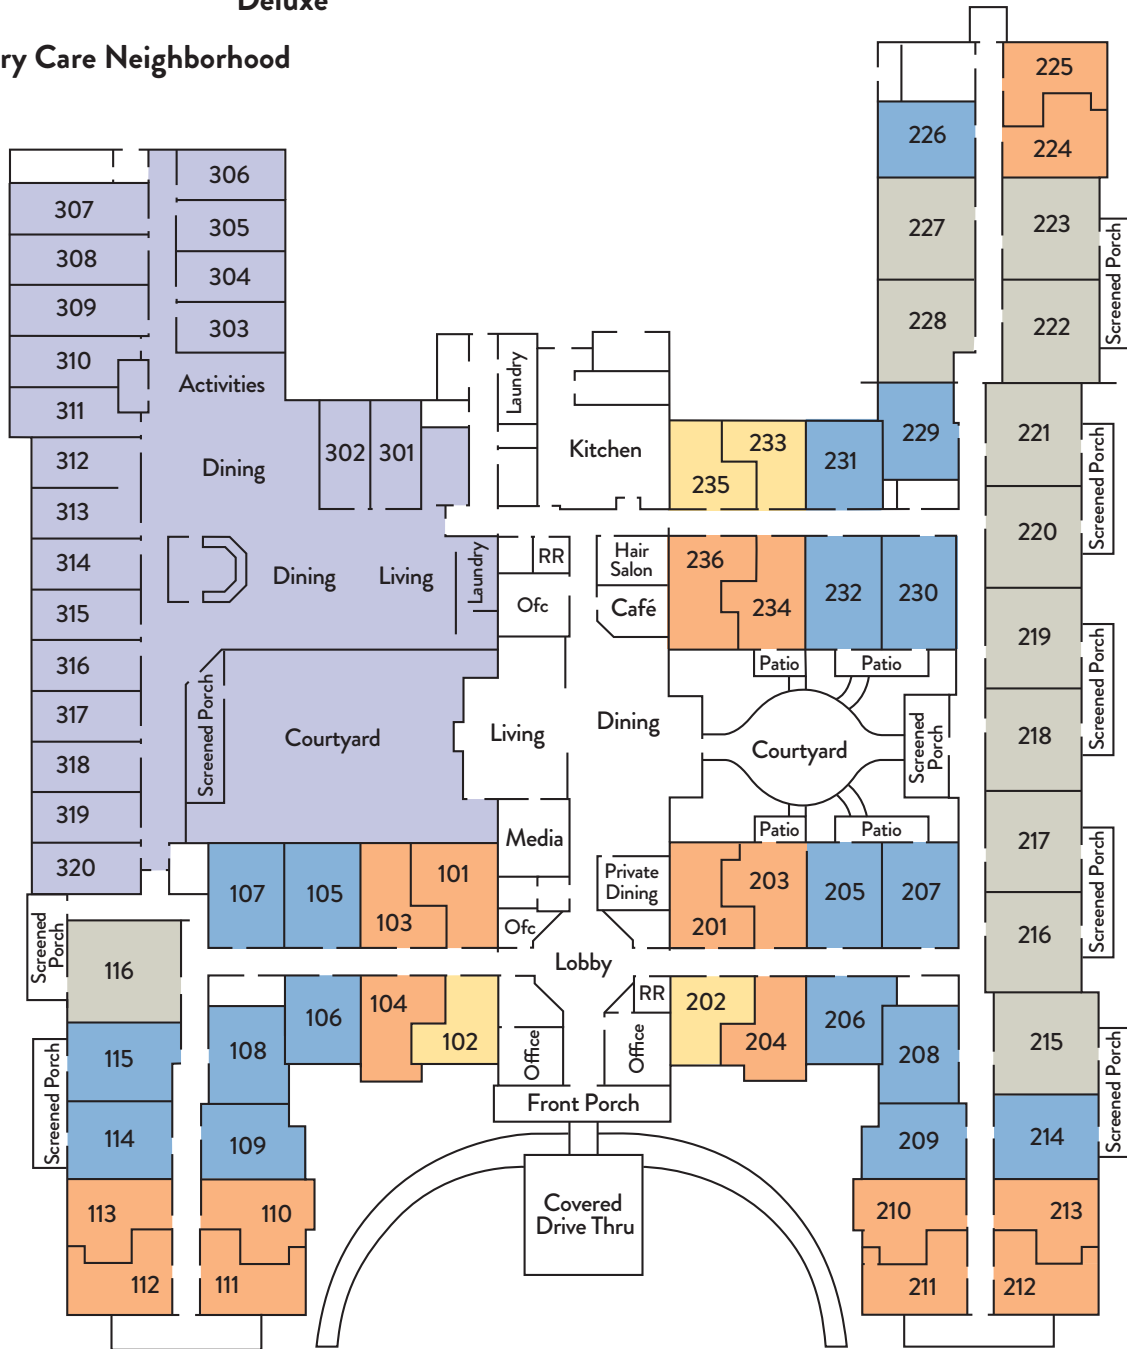 Deluxe
ry Care Neighborhood
225
226
224
306
307
227
223
305
Screened Porch
308
304
309
303
228
222
310
Activities
Laundry
311
221
229
302
301
233
Kitchen
231
312
Dining
235
Screened Porch
313
220
RR
Hair
Salon
236
314
Dining
Living
Laundry
232
230
Ofc
Café
234
315
219
Patio
Patio
316
Screened Porch
Screened Porch
317
Dining
Living
Courtyard
218
Courtyard
Screened
Porch
318
319
Patio
Patio
Media
217
320
Private
Dining
101
203
107
105
205
207
Screened Porch
103
201
Ofc
216
Screened
Porch
Lobby
116
RR
104
202
106
206
102
204
215
Office
Office
108
208
115
Screened Porch
Screened Porch
Front Porch
114
109
209
214
113
110
210
213
Covered
Drive Thru
112
111
211
212